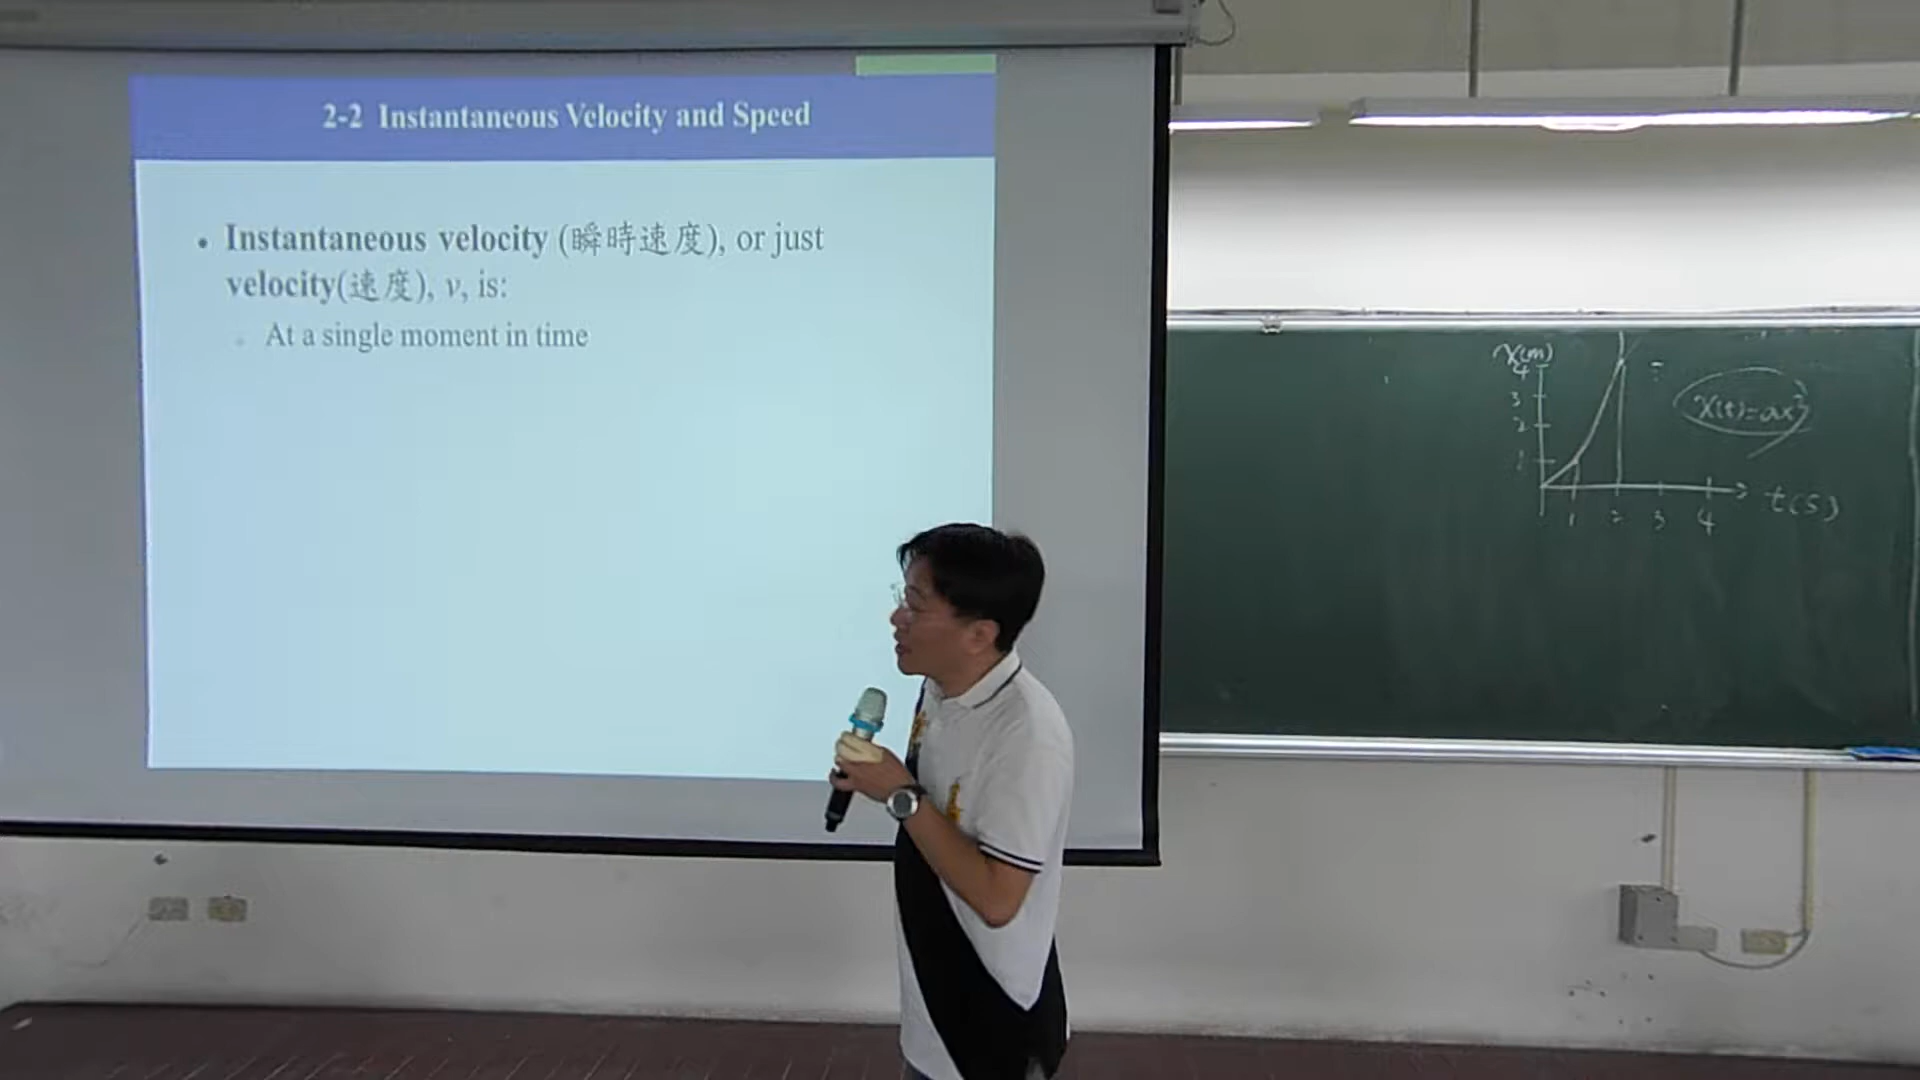 2-2 Instantaneous Velocity and Speed
• Instantaneous velocity (瞬時速度), or just
velocity(速度), v, is:
At a single moment in time
x(m)
4
3
2
1
1 2 3 4
t(s)
x(t)=ax²